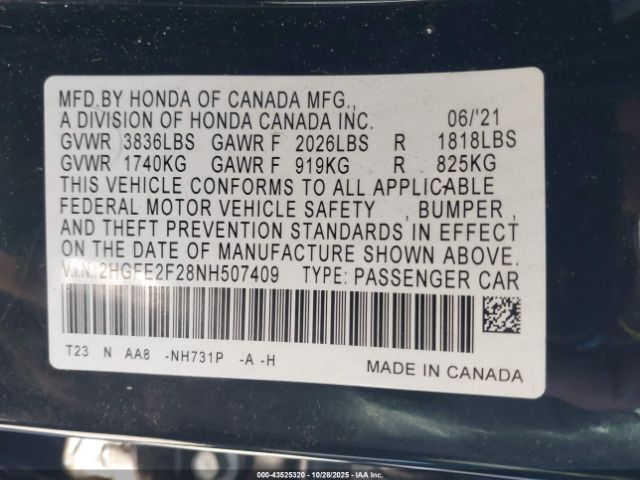 MFD.BY HONDA OF CANADA MFG.,
A DIVISION OF HONDA CANADA INC. 06/'21
GVWR 3836LBS GAWR F 2026LBS R 1818LBS
GVWR 1740KG GAWR F 919KG R 825KG
THIS VEHICLE CONFORMS TO ALL APPLICABLE
FEDERAL MOTOR VEHICLE SAFETY , BUMPER ,
AND THEFT PREVENTION STANDARDS IN EFFECT
ON THE DATE OF MANUFACTURE SHOWN ABOVE.
V.I.N.:2HGFE2F28NH507409 TYPE: PASSENGER CAR
T23 N AA8 -NH731P -A -H
MADE IN CANADA
000-43525320 - 10/28/2025 - IAA.com